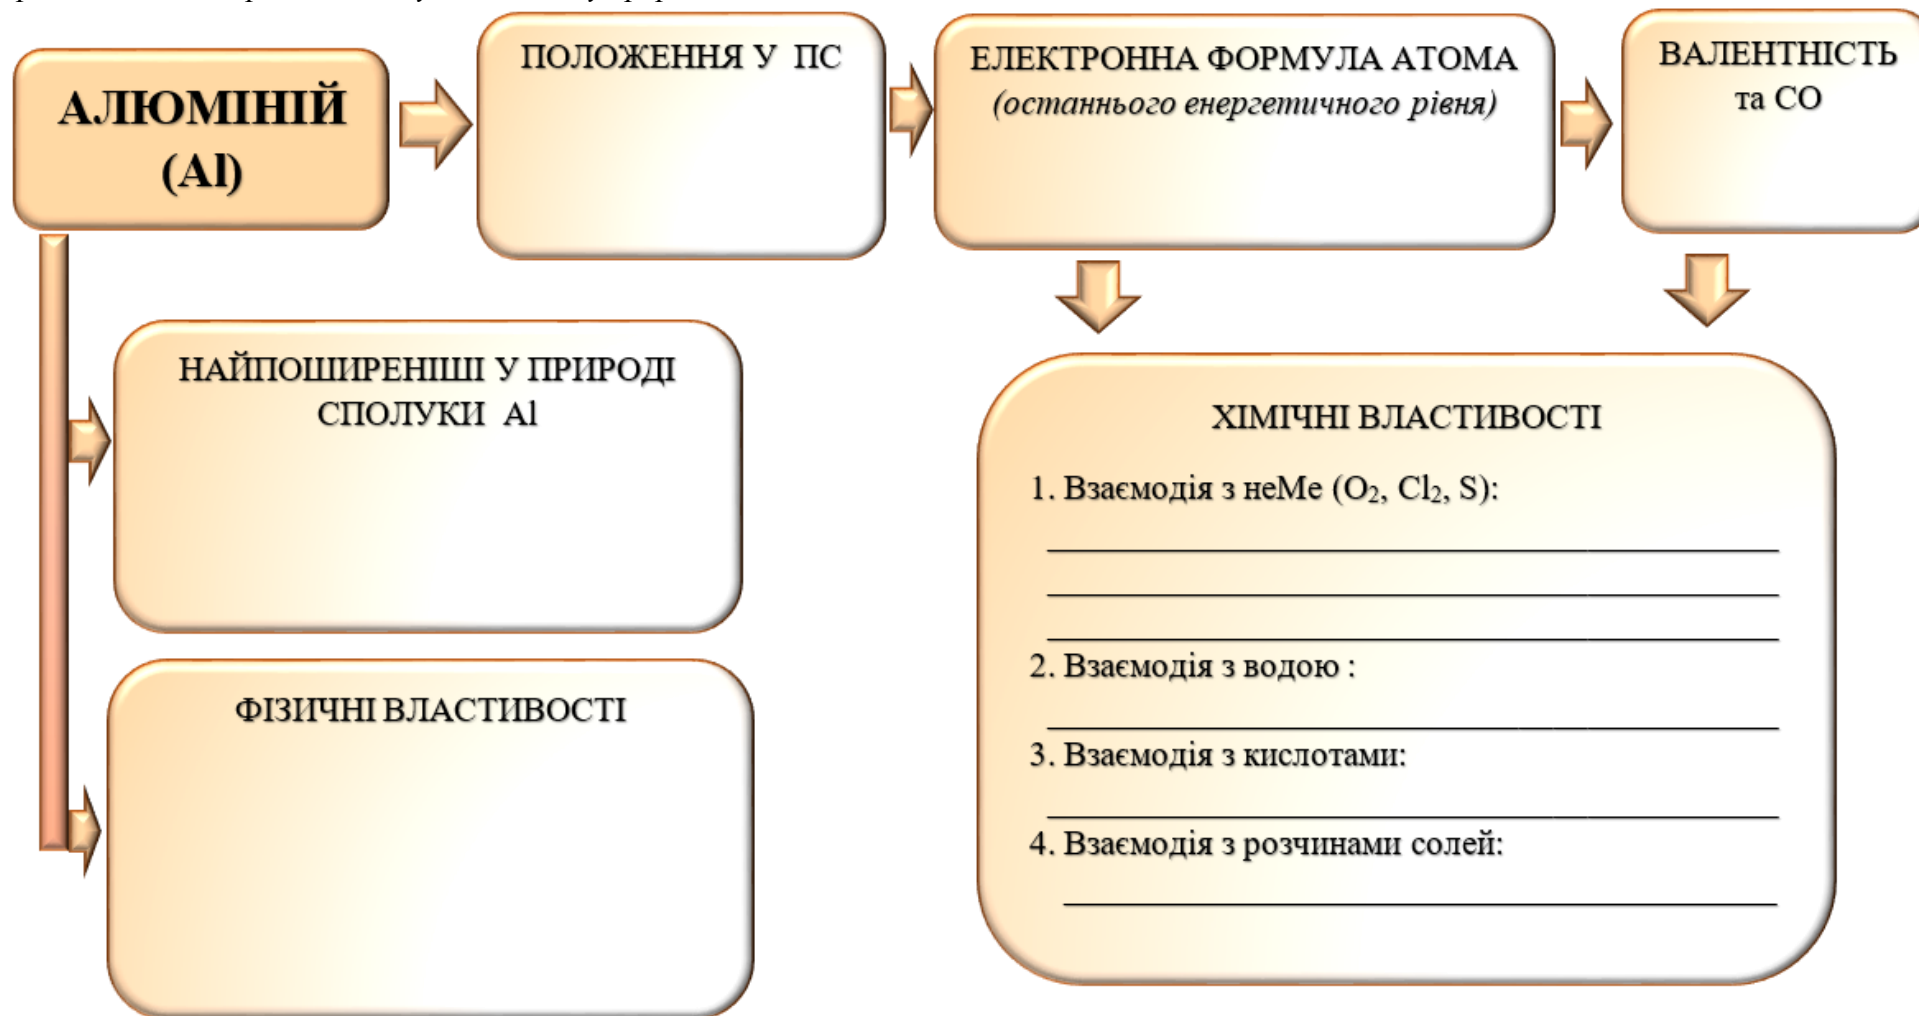 АЛЮМІНІЙ
(Al)
ПОЛОЖЕННЯ У ПС
ЕЛЕКТРОННА ФОРМУЛА АТОМА
(останнього енергетичного рівня)
ВАЛЕНТНІСТЬ
та СО
НАЙПОШИРЕНІШІ У ПРИРОДІ
СПОЛУКИ Al
ФІЗИЧНІ ВЛАСТИВОСТІ
ХІМІЧНІ ВЛАСТИВОСТІ
1. Взаємодія з неМе (O₂, Cl₂, S):
2. Взаємодія з водою :
3. Взаємодія з кислотами:
4. Взаємодія з розчинами солей: